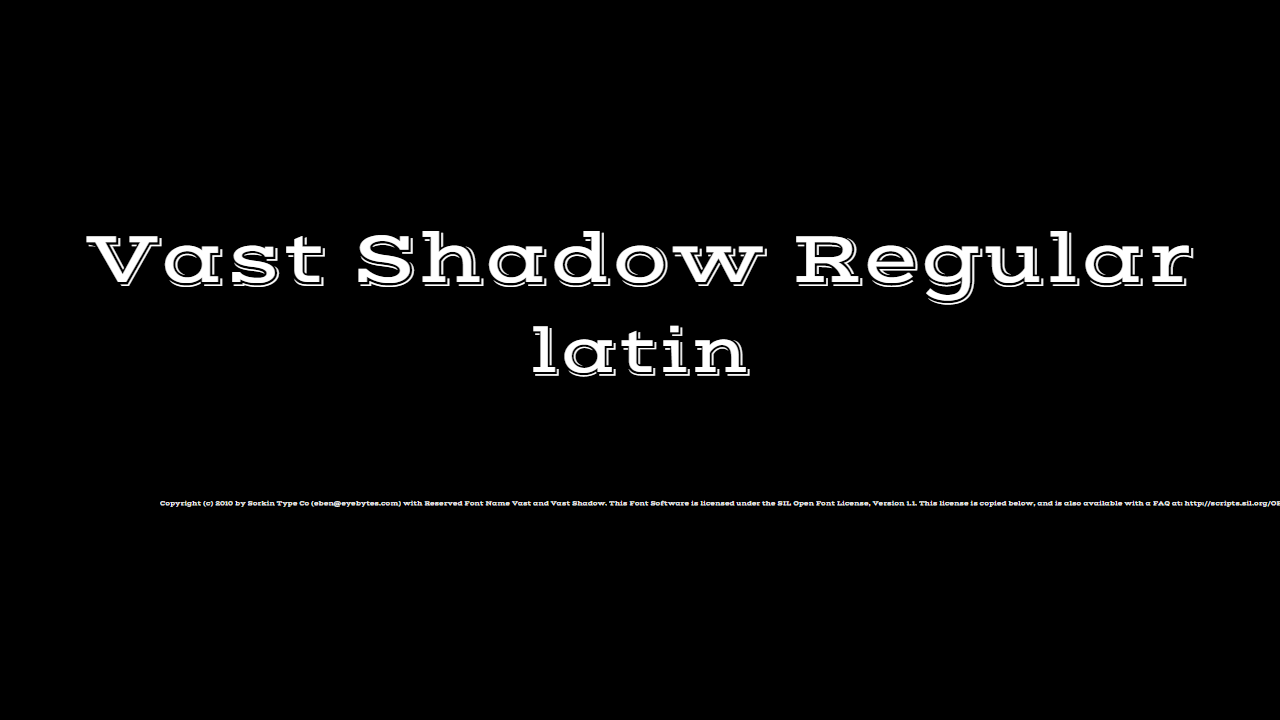 Vast Shadow Regular
latin
Copyright (c) 2010 by Sorkin Type Co (eben@eyebytes.com) with Reserved Font Name Vast and Vast Shadow. This Font Software is licensed under the SIL Open Font License, Version 1.1. This license is copied below, and is also available with a FAQ at: http://scripts.sil.org/OF